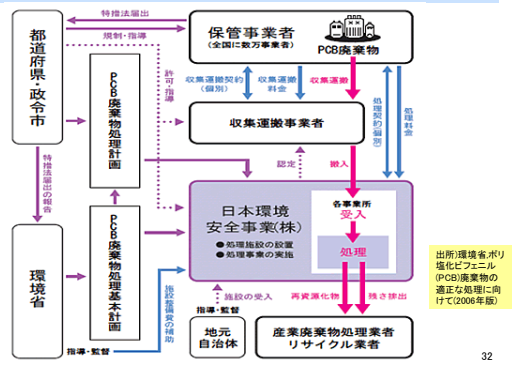 特措法届出
規制・指導
保管事業者
(全国に数万事業者)
PCB廃棄物
都道府県・政令市
PCB廃棄物処理計画
許可・指導
収集運搬契約
(個別)
収集運搬
料金
収集運搬
処理契約(個別)
処理料金
収集運搬事業者
特措法届出の報告
認定
搬入
日本環境
安全事業(株)
●処理施設の設置
●処理事業の実施
各事業所
受入
処理
環境省
PCB廃棄物処理基本計画
施設整備費の補助
指導・監督
施設の受入
指導・監督
再資源化物
残さ排出
地元
自治体
産業廃棄物処理業者
リサイクル業者
出所)環境省,ポリ
塩化ビフェニル
(PCB)廃棄物の
適正な処理に向
けて(2006年版)
32